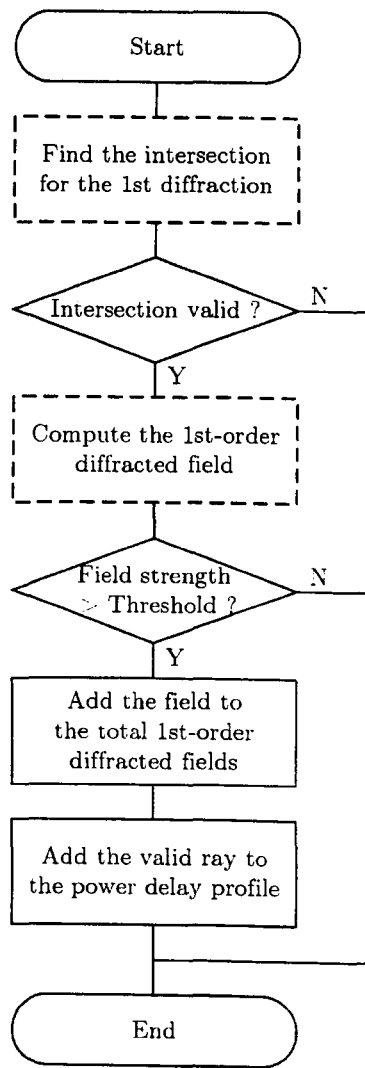 Start
Find the intersection
for the 1st diffraction
Intersection valid ?
N
Y
Compute the 1st-order
diffracted field
Field strength
> Threshold ?
N
Y
Add the field to
the total 1st-order
diffracted fields
Add the valid ray to
the power delay profile
End